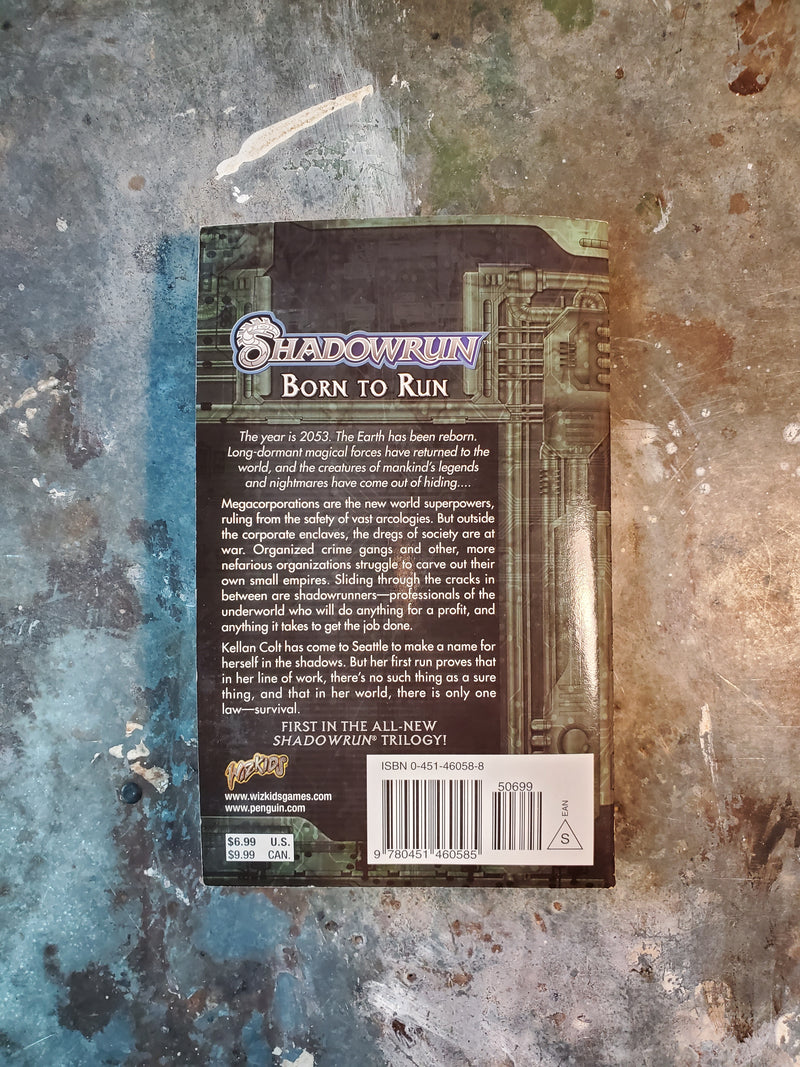 SHADOWRUN
BORN TO RUN
The year is 2053. The Earth has been reborn.
Long-dormant magical forces have returned to the
world, and the creatures of mankind's legends
and nightmares have come out of hiding....
Megacorporations are the new world superpowers,
ruling from the safety of vast arcologies. But outside
the corporate enclaves, the dregs of society are at
war. Organized crime gangs and other, more
nefarious organizations struggle to carve out their
own small empires. Sliding through the cracks in
between are shadowrunners—professionals of the
underworld who will do anything for a profit, and
anything it takes to get the job done.
Kellan Colt has come to Seattle to make a name for
herself in the shadows. But her first run proves that
in her line of work, there's no such thing as a sure
thing, and that in her world, there is only one
law—survival.
FIRST IN THE ALL-NEW
SHADOWRUN® TRILOGY!
WIZKIDS
www.wizkidsgames.com
www.penguin.com
$6.99 U.S.
$9.99 CAN.
ISBN 0-451-46058-8
50699
9 780451 460585
S
EAN